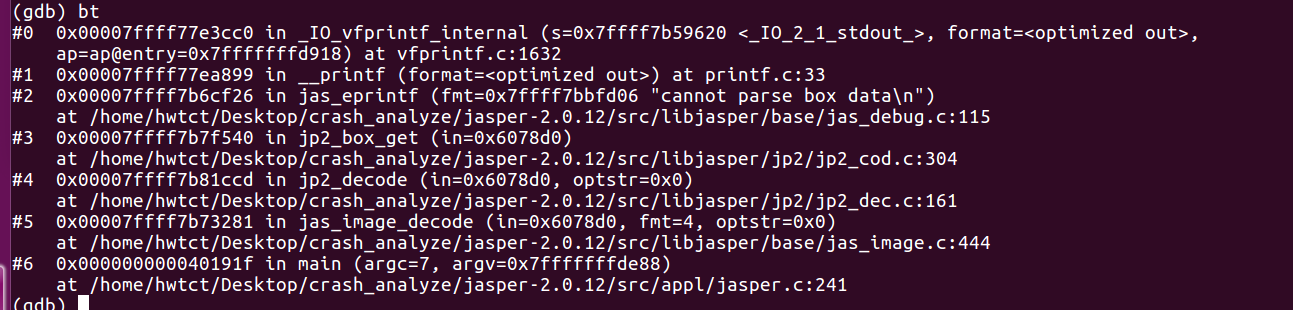 (gdb) bt
#0  0x00007ffff77e3cc0 in _IO_vfprintf_internal (s=0x7ffff7b59620 <_IO_2_1_stdout_>, format=<optimized out>,
    ap=ap@entry=0x7fffffffd918) at vfprintf.c:1632
#1  0x00007ffff77ea899 in __printf (format=<optimized out>) at printf.c:33
#2  0x00007ffff7b6cf26 in jas_eprintf (fmt=0x7ffff7bbfd06 "cannot parse box data\n")
    at /home/hwtct/Desktop/crash_analyze/jasper-2.0.12/src/libjasper/base/jas_debug.c:115
#3  0x00007ffff7b7f540 in jp2_box_get (in=0x6078d0)
    at /home/hwtct/Desktop/crash_analyze/jasper-2.0.12/src/libjasper/jp2/jp2_cod.c:304
#4  0x00007ffff7b81ccd in jp2_decode (in=0x6078d0, optstr=0x0)
    at /home/hwtct/Desktop/crash_analyze/jasper-2.0.12/src/libjasper/jp2/jp2_dec.c:161
#5  0x00007ffff7b73281 in jas_image_decode (in=0x6078d0, fmt=4, optstr=0x0)
    at /home/hwtct/Desktop/crash_analyze/jasper-2.0.12/src/libjasper/base/jas_image.c:444
#6  0x000000000040191f in main (argc=7, argv=0x7fffffffde88)
    at /home/hwtct/Desktop/crash_analyze/jasper-2.0.12/src/appl/jasper.c:241
(gdb)